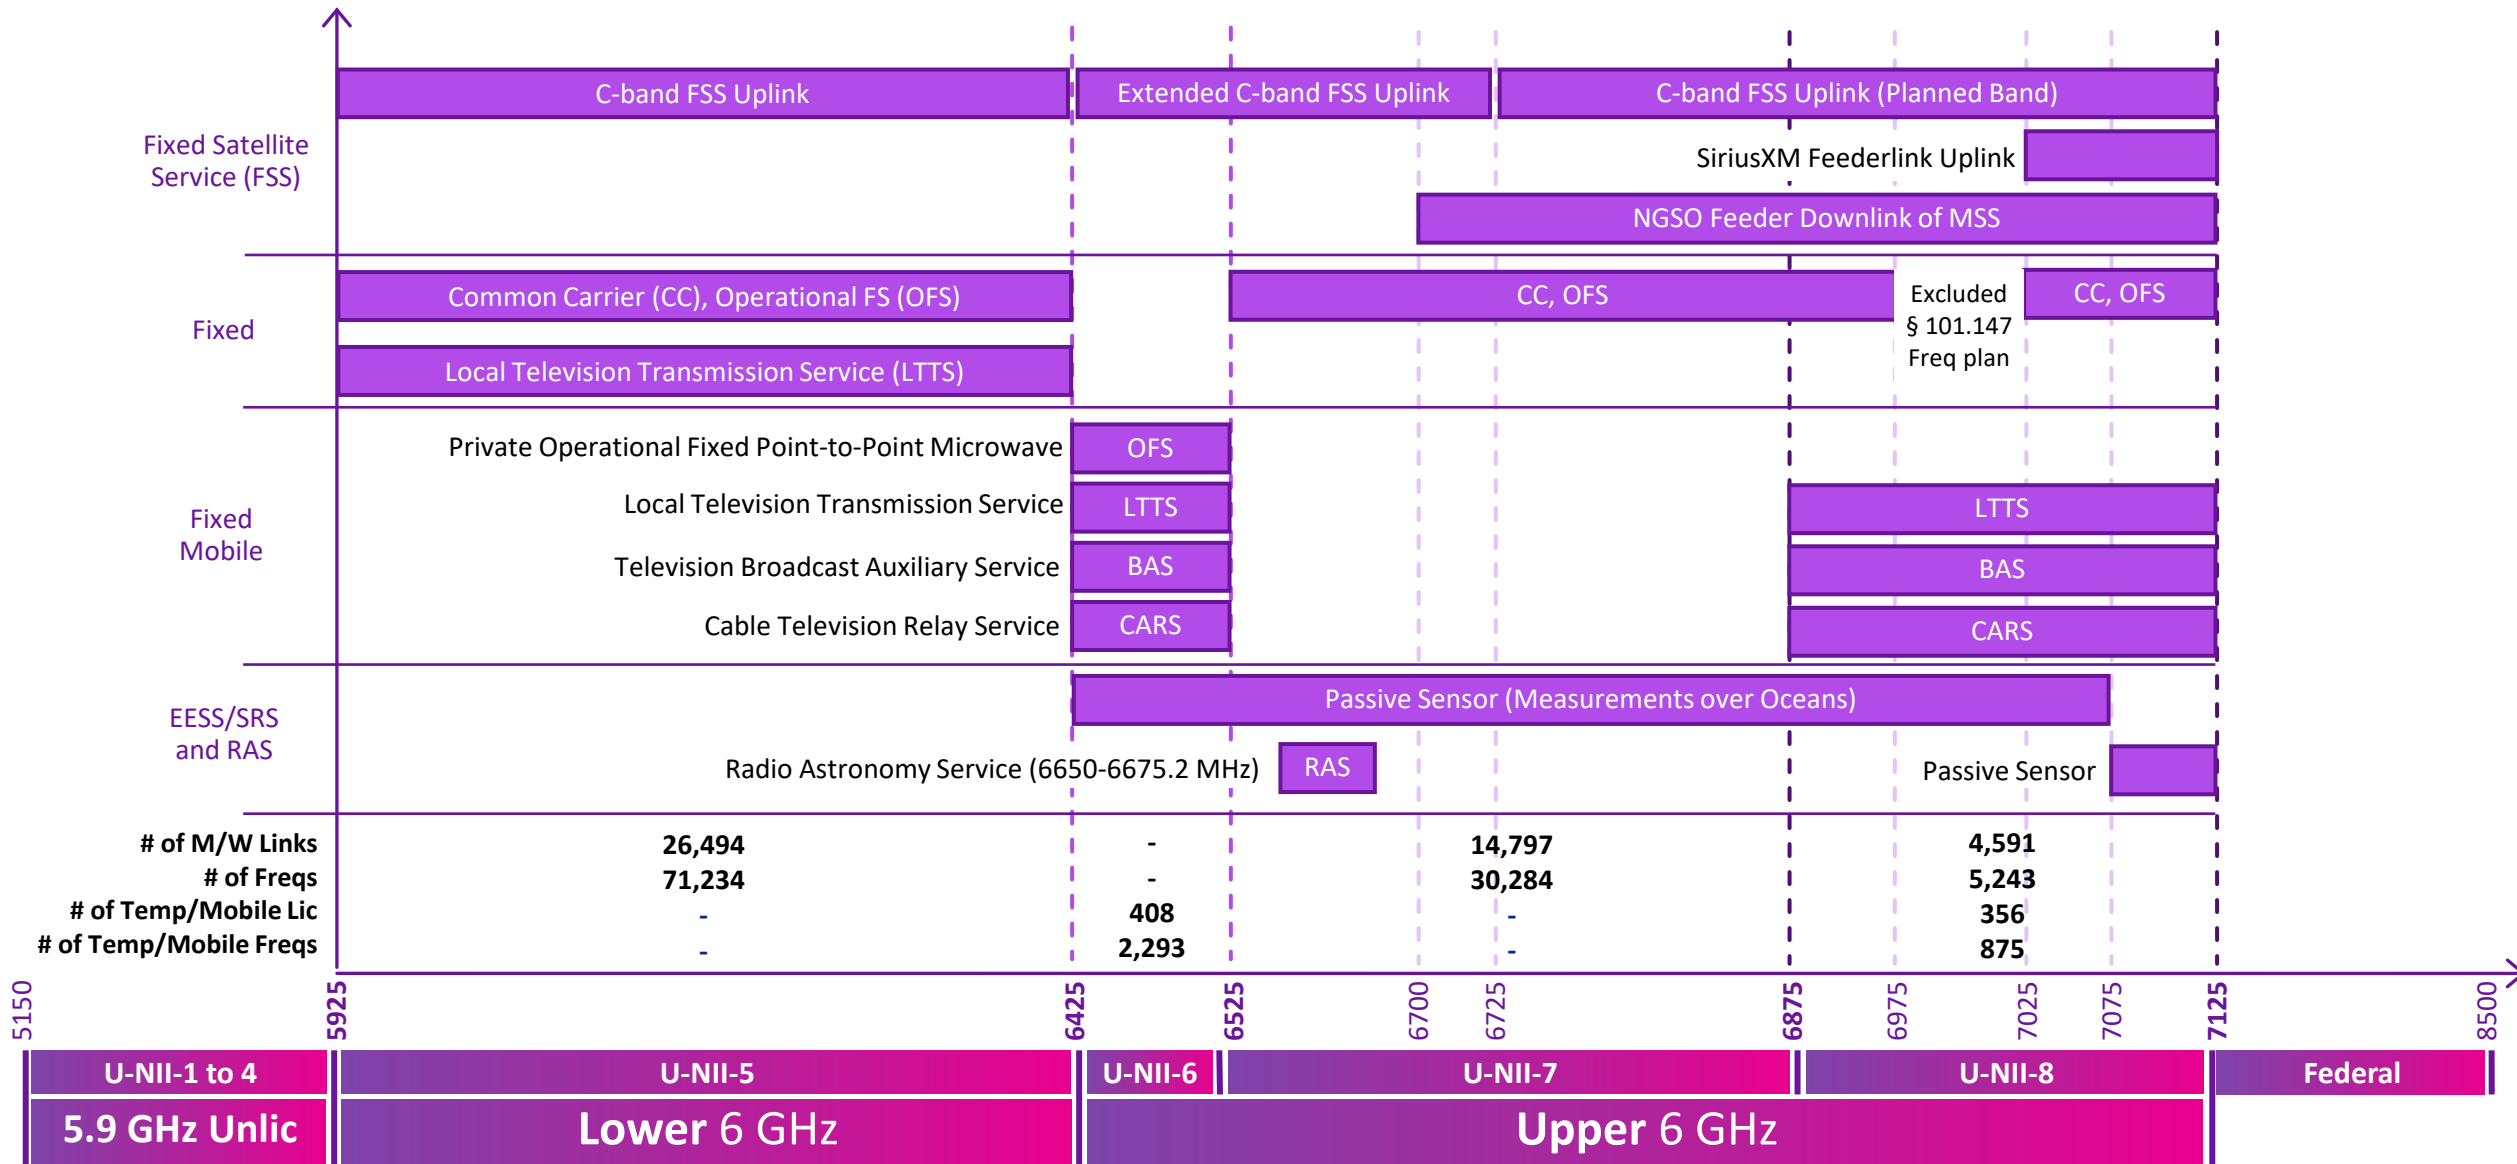 C-band FSS Uplink
Extended C-band FSS Uplink
C-band FSS Uplink (Planned Band)
Fixed Satellite
Service (FSS)
SiriusXM Feederlink Uplink
NGSO Feeder Downlink of MSS
Fixed
Common Carrier (CC), Operational FS (OFS)
CC, OFS
Excluded
§ 101.147
Freq plan
CC, OFS
Local Television Transmission Service (LTTS)
Fixed
Mobile
Private Operational Fixed Point-to-Point Microwave
OFS
Local Television Transmission Service
LTTS
LTTS
Television Broadcast Auxiliary Service
BAS
BAS
Cable Television Relay Service
CARS
CARS
EESS/SRS
and RAS
Passive Sensor (Measurements over Oceans)
Radio Astronomy Service (6650-6675.2 MHz)
RAS
Passive Sensor
# of M/W Links 26,494 - 14,797 4,591
# of Freqs 71,234 - 30,284 5,243
# of Temp/Mobile Lic - 408 - 356
# of Temp/Mobile Freqs - 2,293 - 875
5150 5925 6425 6525 6700 6725 6875 6975 7025 7075 7125 8500
U-NII-1 to 4 U-NII-5 U-NII-6 U-NII-7 U-NII-8 Federal
5.9 GHz Unlic Lower 6 GHz Upper 6 GHz